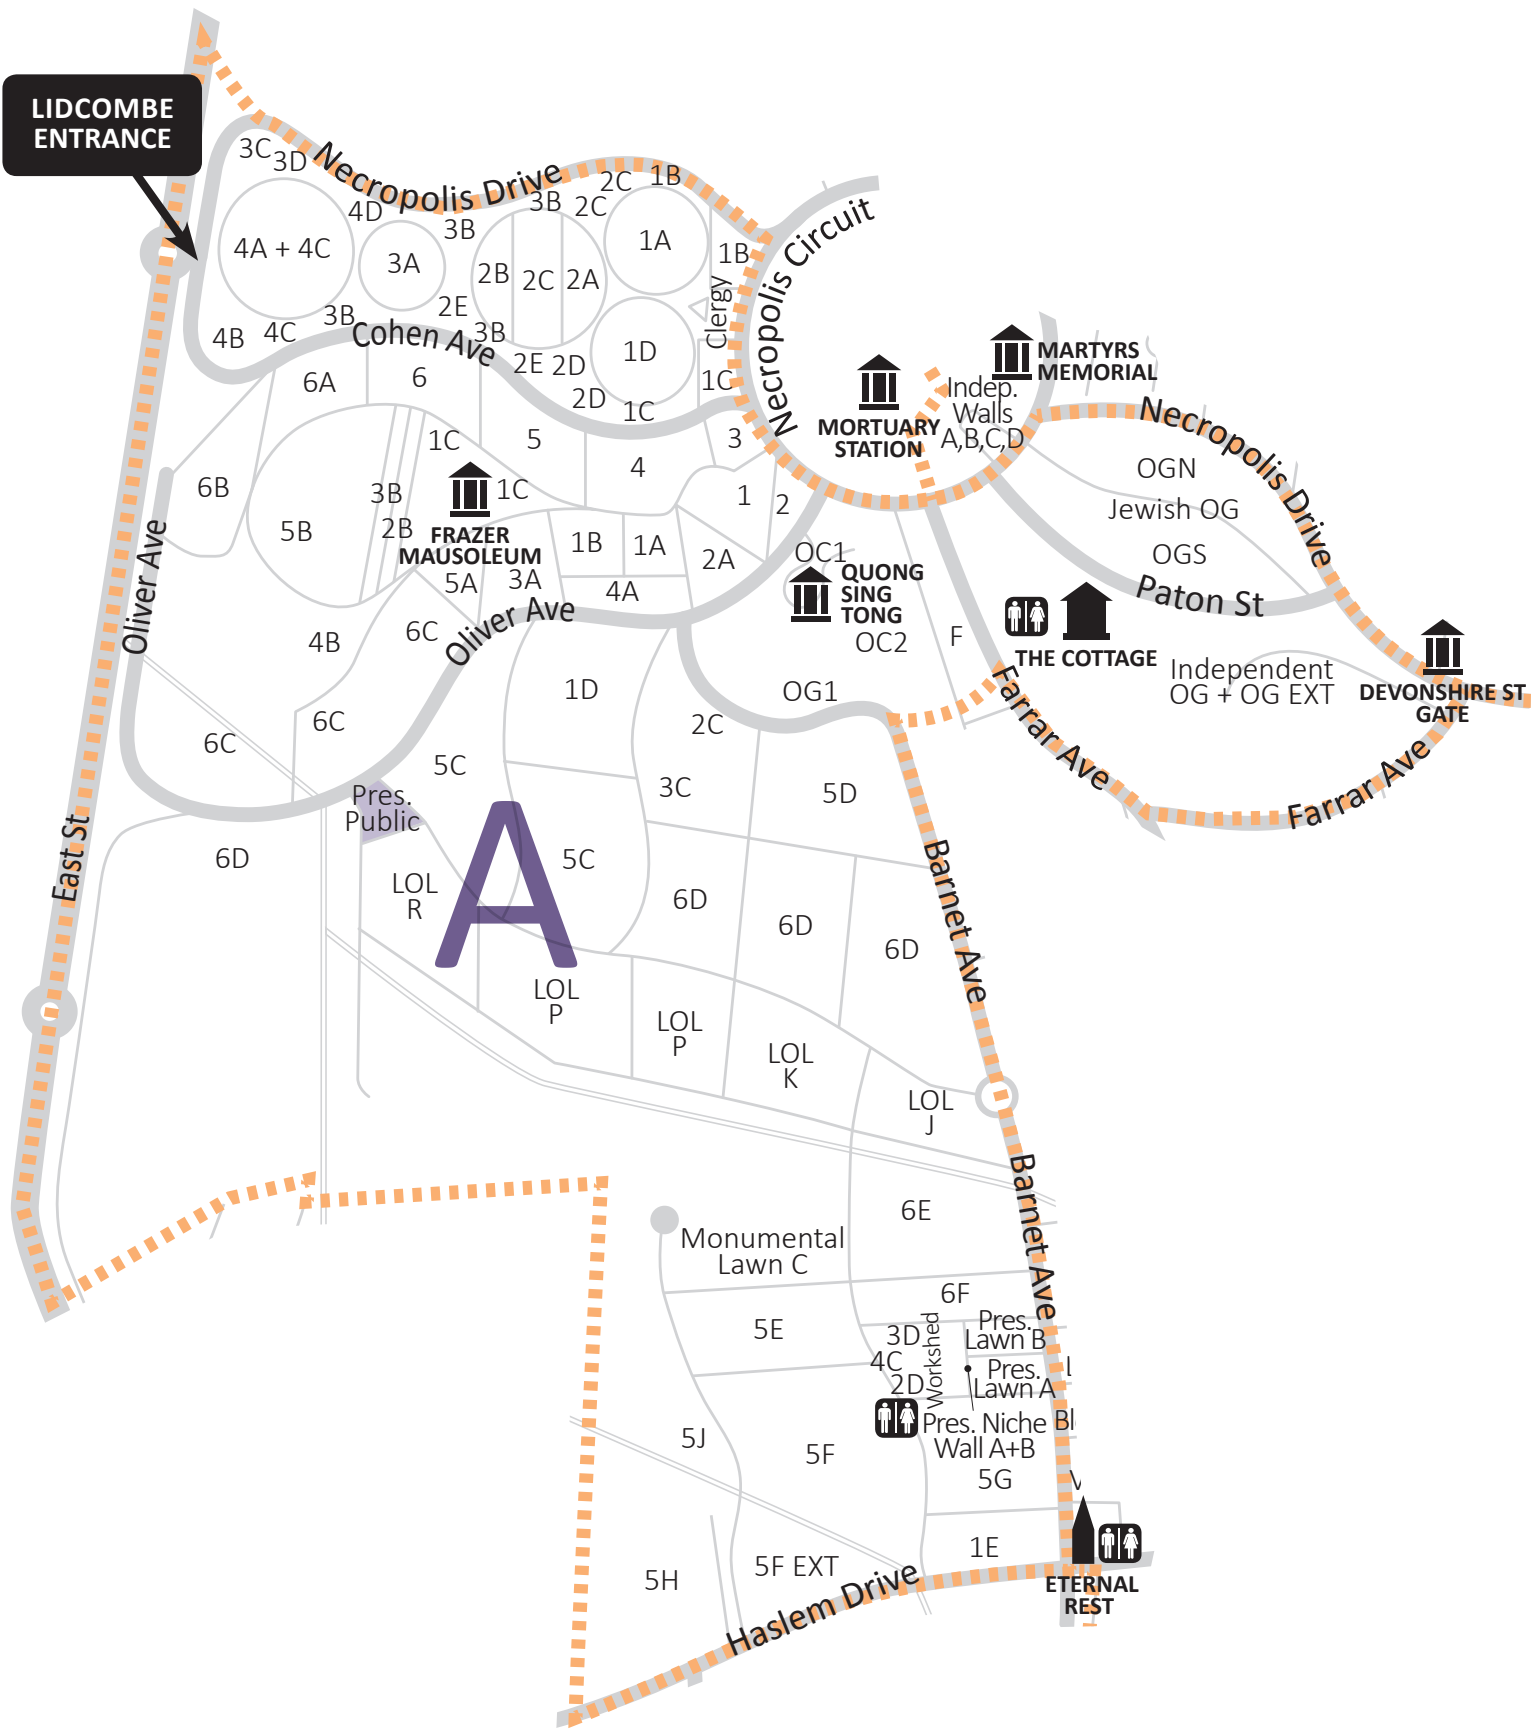 LIDCOMBE
ENTRANCE
3C
3D
Necropolis Drive
2C
1B
4D
3B
2C
3B
4A + 4C
3A
2B
2C
2A
1A
1B
Clergy
Necropolis Circuit
2E
3B
4B
4C
Cohen Ave
3B
2E
2D
1D
1C
2D
1C
6A
6
MARTYRS
MEMORIAL
MORTUARY
STATION
Indep.
Walls
A,B,C,D
Necropolis Drive
1C
5
3
4
OGN
6B
3B
1C
1
2
Jewish OG
5B
2B
FRAZER
MAUSOLEUM
1B
1A
2A
OC1
OGS
Oliver Ave
5A
3A
4A
QUONG
SING
TONG
Paton St
4B
6C
Oliver Ave
OC2
F
THE COTTAGE
Independent
OG + OG EXT
DEVONSHIRE ST
GATE
1D
OG1
6C
6C
2C
Farrar Ave
Farrar Ave
5C
3C
5D
Pres.
Public
East St
6D
A
5C
LOL
R
6D
6D
6D
Barnet Ave
LOL
P
LOL
P
LOL
K
LOL
J
Barnet Ave
6E
Monumental
Lawn C
6F
5E
3D
4C
2D
Workshed
Pres.
Lawn B
Pres.
Lawn A
Pres. Niche
Wall A+B
Bl
5J
5F
5G
1E
5H
5F EXT
Haslem Drive
ETERNAL
REST